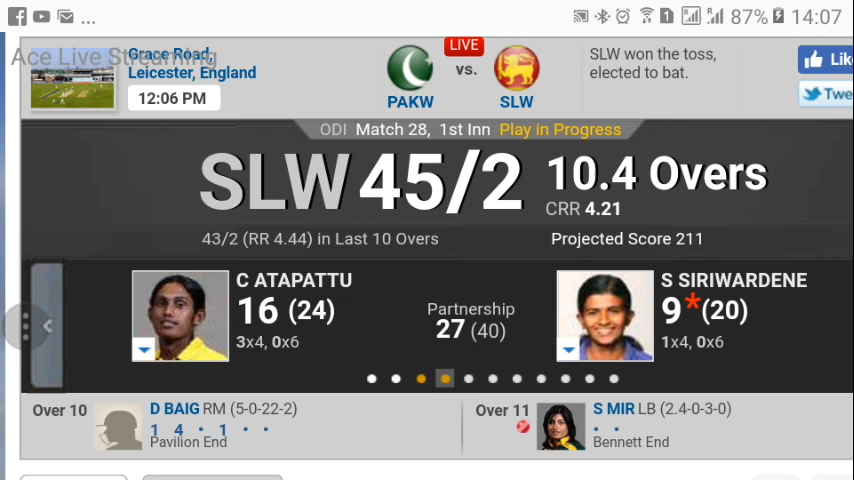 87% 14:07
Ace Live Streaming
Grace Road,
Leicester, England
12:06 PM
LIVE
vs.
PAKW
SLW
SLW won the toss,
elected to bat.
Lik
Twe
ODI Match 28, 1st Inn Play in Progress
SLW 45/2
10.4 Overs
CRR 4.21
43/2 (RR 4.44) in Last 10 Overs
Projected Score 211
C ATAPATTU
16 (24)
3x4, 0x6
Partnership
27 (40)
S SIRIWARDENE
9*(20)
1x4, 0x6
Over 10
D BAIG RM (5-0-22-2)
1 4 • 1 • •
Pavilion End
Over 11
S MIR LB (2.4-0-3-0)
• •
Bennett End